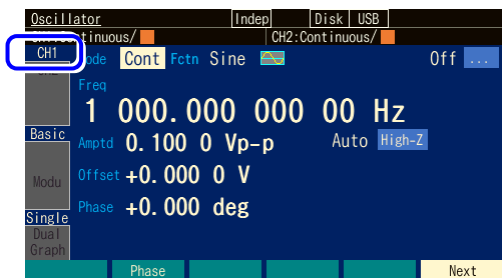 Oscillator Indep Disk USB
tinuous/ CH2:Continuous/
CH1 ode Cont Fctn Sine Off ...
Freq
1 000.000 000 00 Hz
Basic Amptd 0.100 0 Vp-p Auto High-Z
Modu Offset +0.000 0 V
Phase +0.000 deg
Single
Dual
Graph
Phase Next